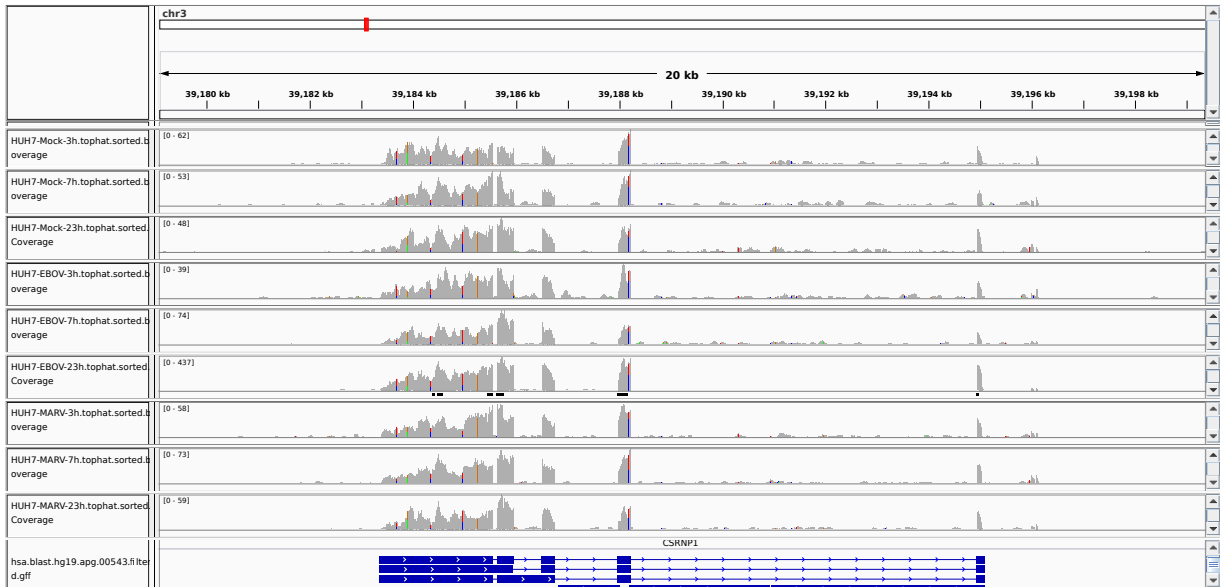 chr3
20 kb
39,180 kb 39,182 kb 39,184 kb 39,186 kb 39,188 kb 39,190 kb 39,192 kb 39,194 kb 39,196 kb 39,198 kb
HUH7-Mock-3h.tophat.sorted.b
overage
[0 - 62]
HUH7-Mock-7h.tophat.sorted.b
overage
[0 - 53]
HUH7-Mock-23h.tophat.sorted.
Coverage
[0 - 48]
HUH7-EBOV-3h.tophat.sorted.b
overage
[0 - 39]
HUH7-EBOV-7h.tophat.sorted.b
overage
[0 - 74]
HUH7-EBOV-23h.tophat.sorted.
Coverage
[0 - 437]
HUH7-MARV-3h.tophat.sorted.b
overage
[0 - 58]
HUH7-MARV-7h.tophat.sorted.b
overage
[0 - 73]
HUH7-MARV-23h.tophat.sorted.
Coverage
[0 - 59]
CSRNP1
hsa.blast.hg19.apg.00543.filte
d.gff